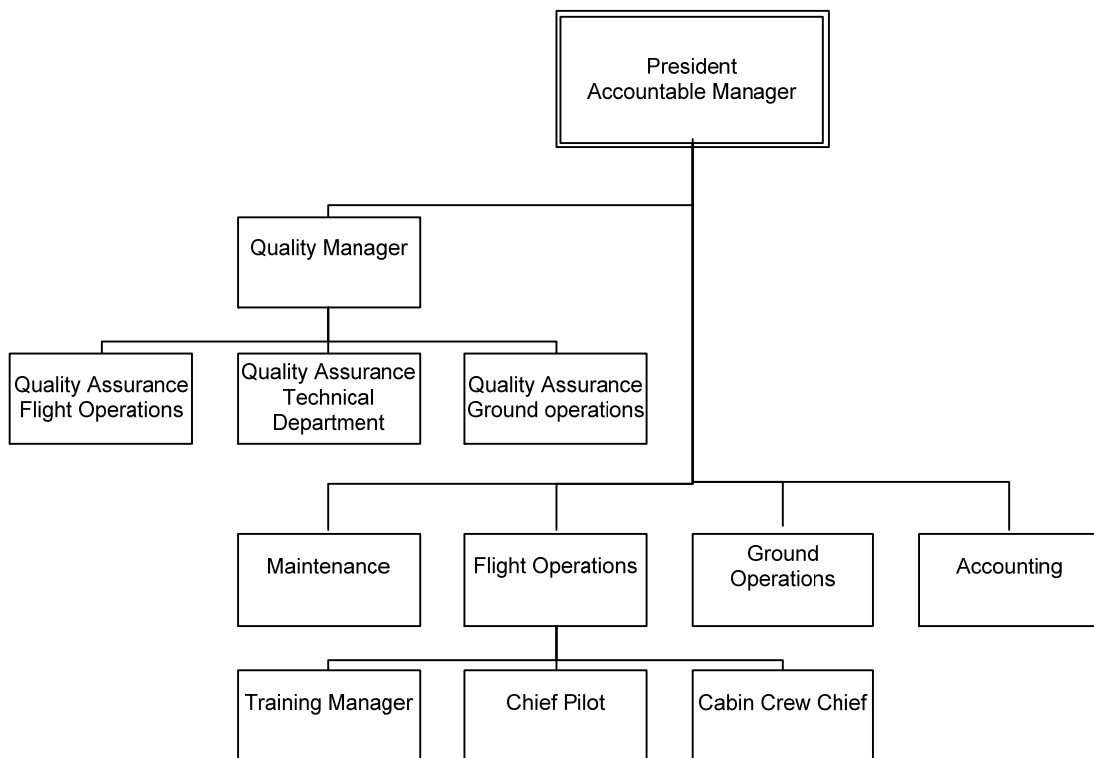 President
Accountable Manager
Quality Manager
Quality Assurance
Flight Operations
Quality Assurance
Technical
Department
Quality Assurance
Ground operations
Maintenance
Flight Operations
Ground
Operations
Accounting
Training Manager
Chief Pilot
Cabin Crew Chief